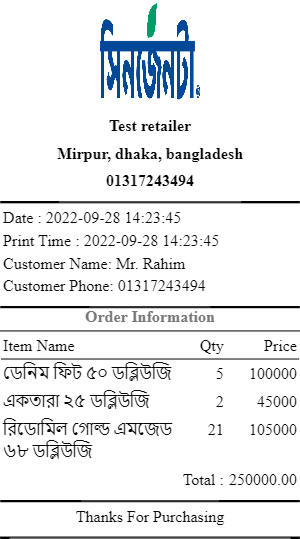 সিনজেনটা
Test retailer
Mirpur, dhaka, bangladesh
01317243494
Date : 2022-09-28 14:23:45
Print Time : 2022-09-28 14:23:45
Customer Name: Mr. Rahim
Customer Phone: 01317243494
Order Information
Item Name Qty Price
ডেনিম ফিট ৫০ ডব্লিউজি 5 100000
একতারা ২৫ ডব্লিউজি 2 45000
রিডোমিল গোল্ড এমজেড 21 105000
৬৮ ডব্লিউজি
Total : 250000.00
Thanks For Purchasing